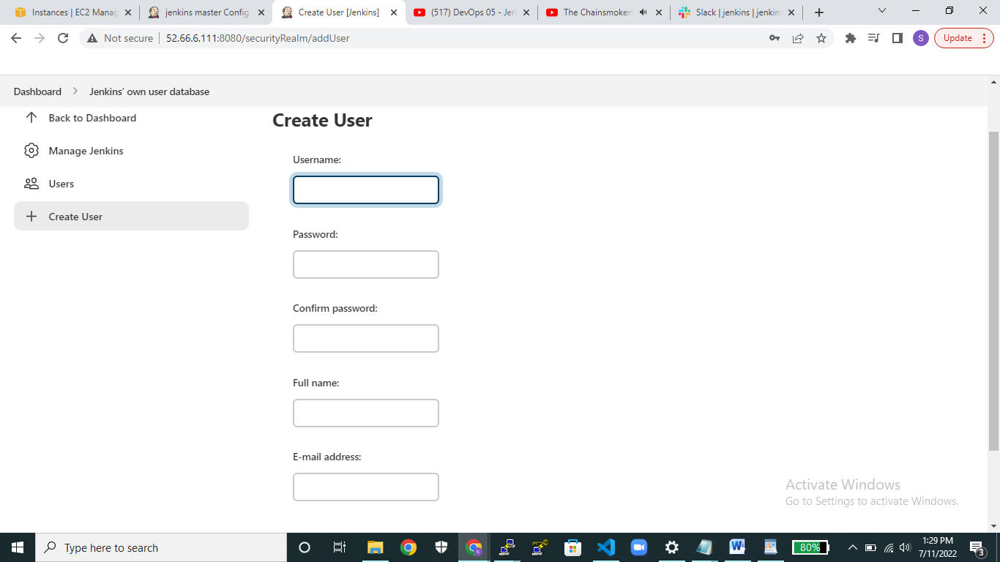 Instances | EC2 Manag
jenkins master Config
Create User [Jenkins]
(517) DevOps 05 - Jen
The Chainsmokers
Slack | jenkins | jenkin
Not secure
52.66.6.111:8080/securityRealm/addUser
S
Update
Dashboard
Jenkins’ own user database
Back to Dashboard
Create User
Manage Jenkins
Username:
Users
Create User
Password:
Confirm password:
Full name:
E-mail address:
Activate Windows
Go to Settings to activate Windows.
Type here to search
80%
1:29 PM
7/11/2022
3